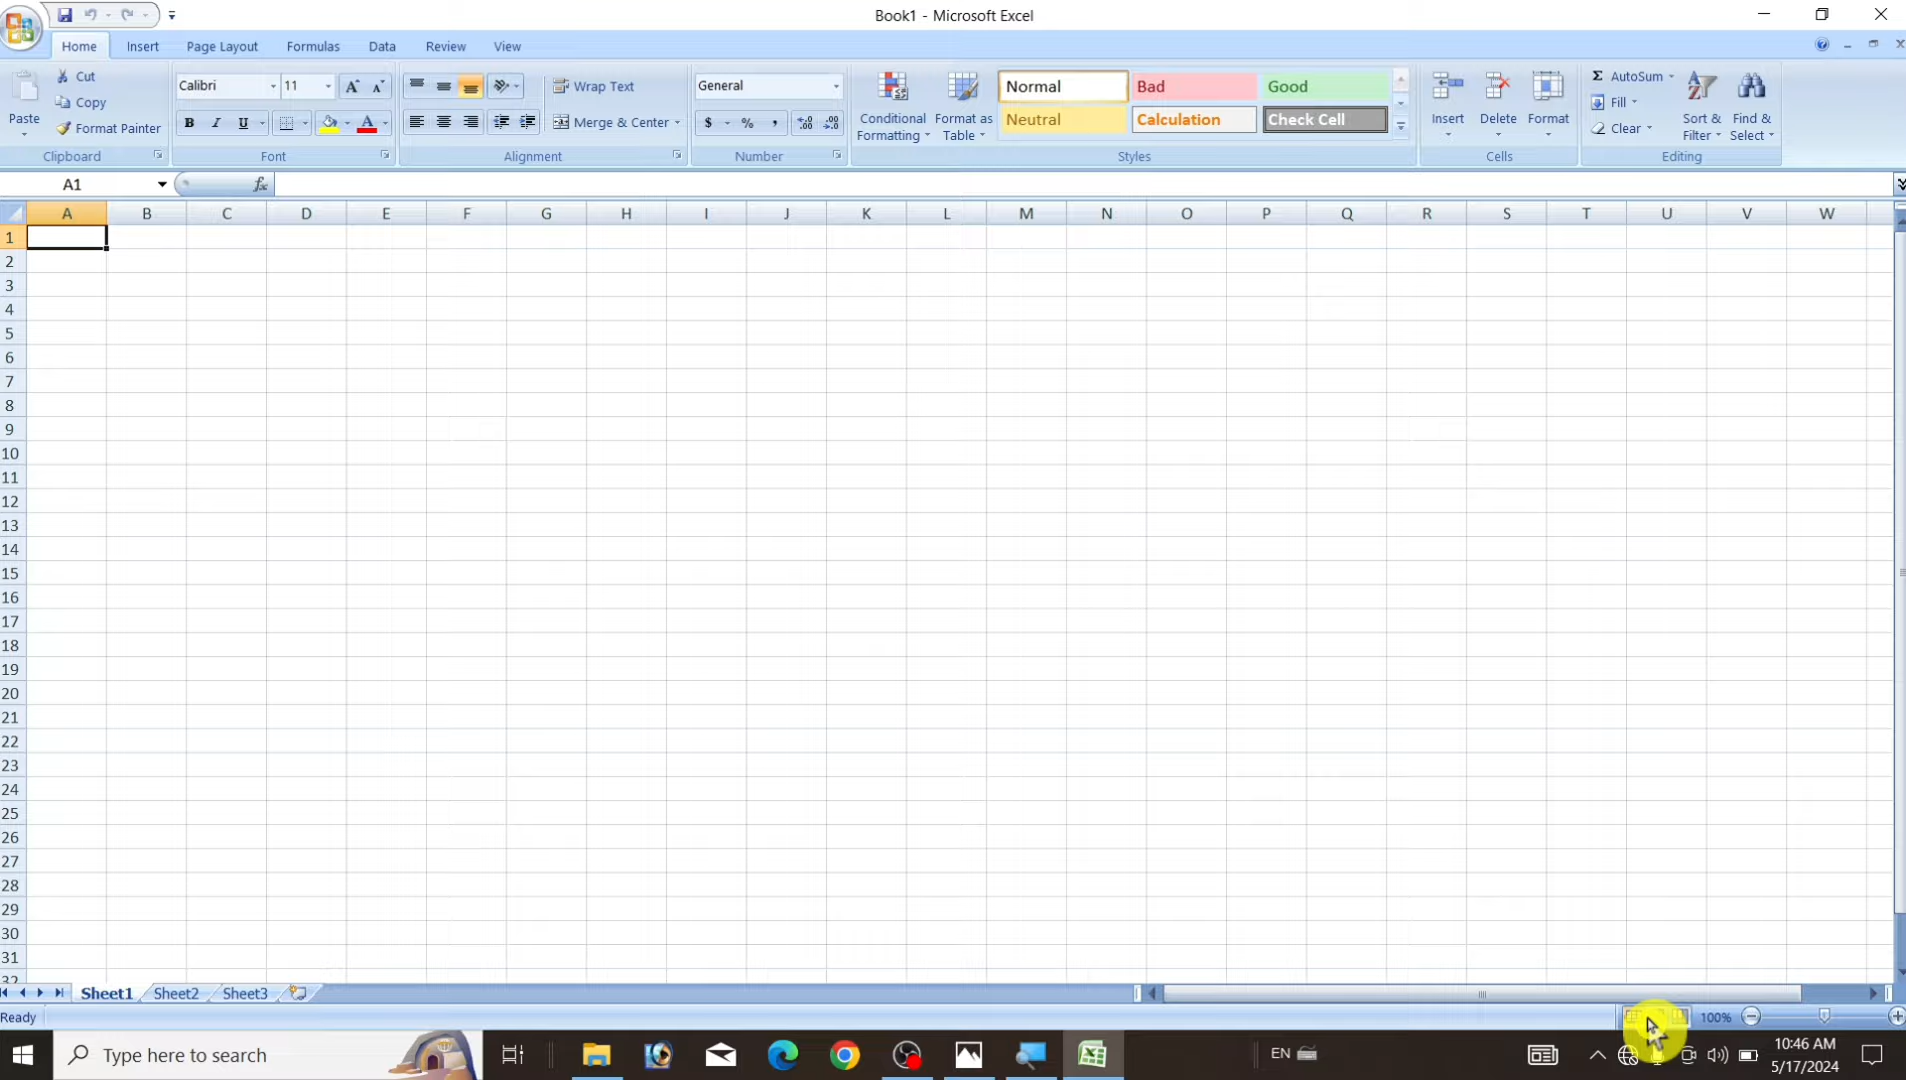 Book1 - Microsoft Excel
Home Insert Page Layout Formulas Data Review View
Paste
Cut
Copy
Format Painter
Clipboard
Calibri 11
B I U
Font
Wrap Text
Merge & Center
Alignment
General
$ % ,
Number
Conditional Formatting
Format as Table
Normal Bad Good
Neutral Calculation Check Cell
Styles
Insert Delete Format
Cells
Σ AutoSum
Fill
Clear
Sort & Filter
Find & Select
Editing
A1 fx
A B C D E F G H I J K L M N O P Q R S T U V W
1
2
3
4
5
6
7
8
9
10
11
12
13
14
15
16
17
18
19
20
21
22
23
24
25
26
27
28
29
30
31
32
Sheet1 Sheet2 Sheet3
Ready 100%
Type here to search EN 10:46 AM
5/17/2024